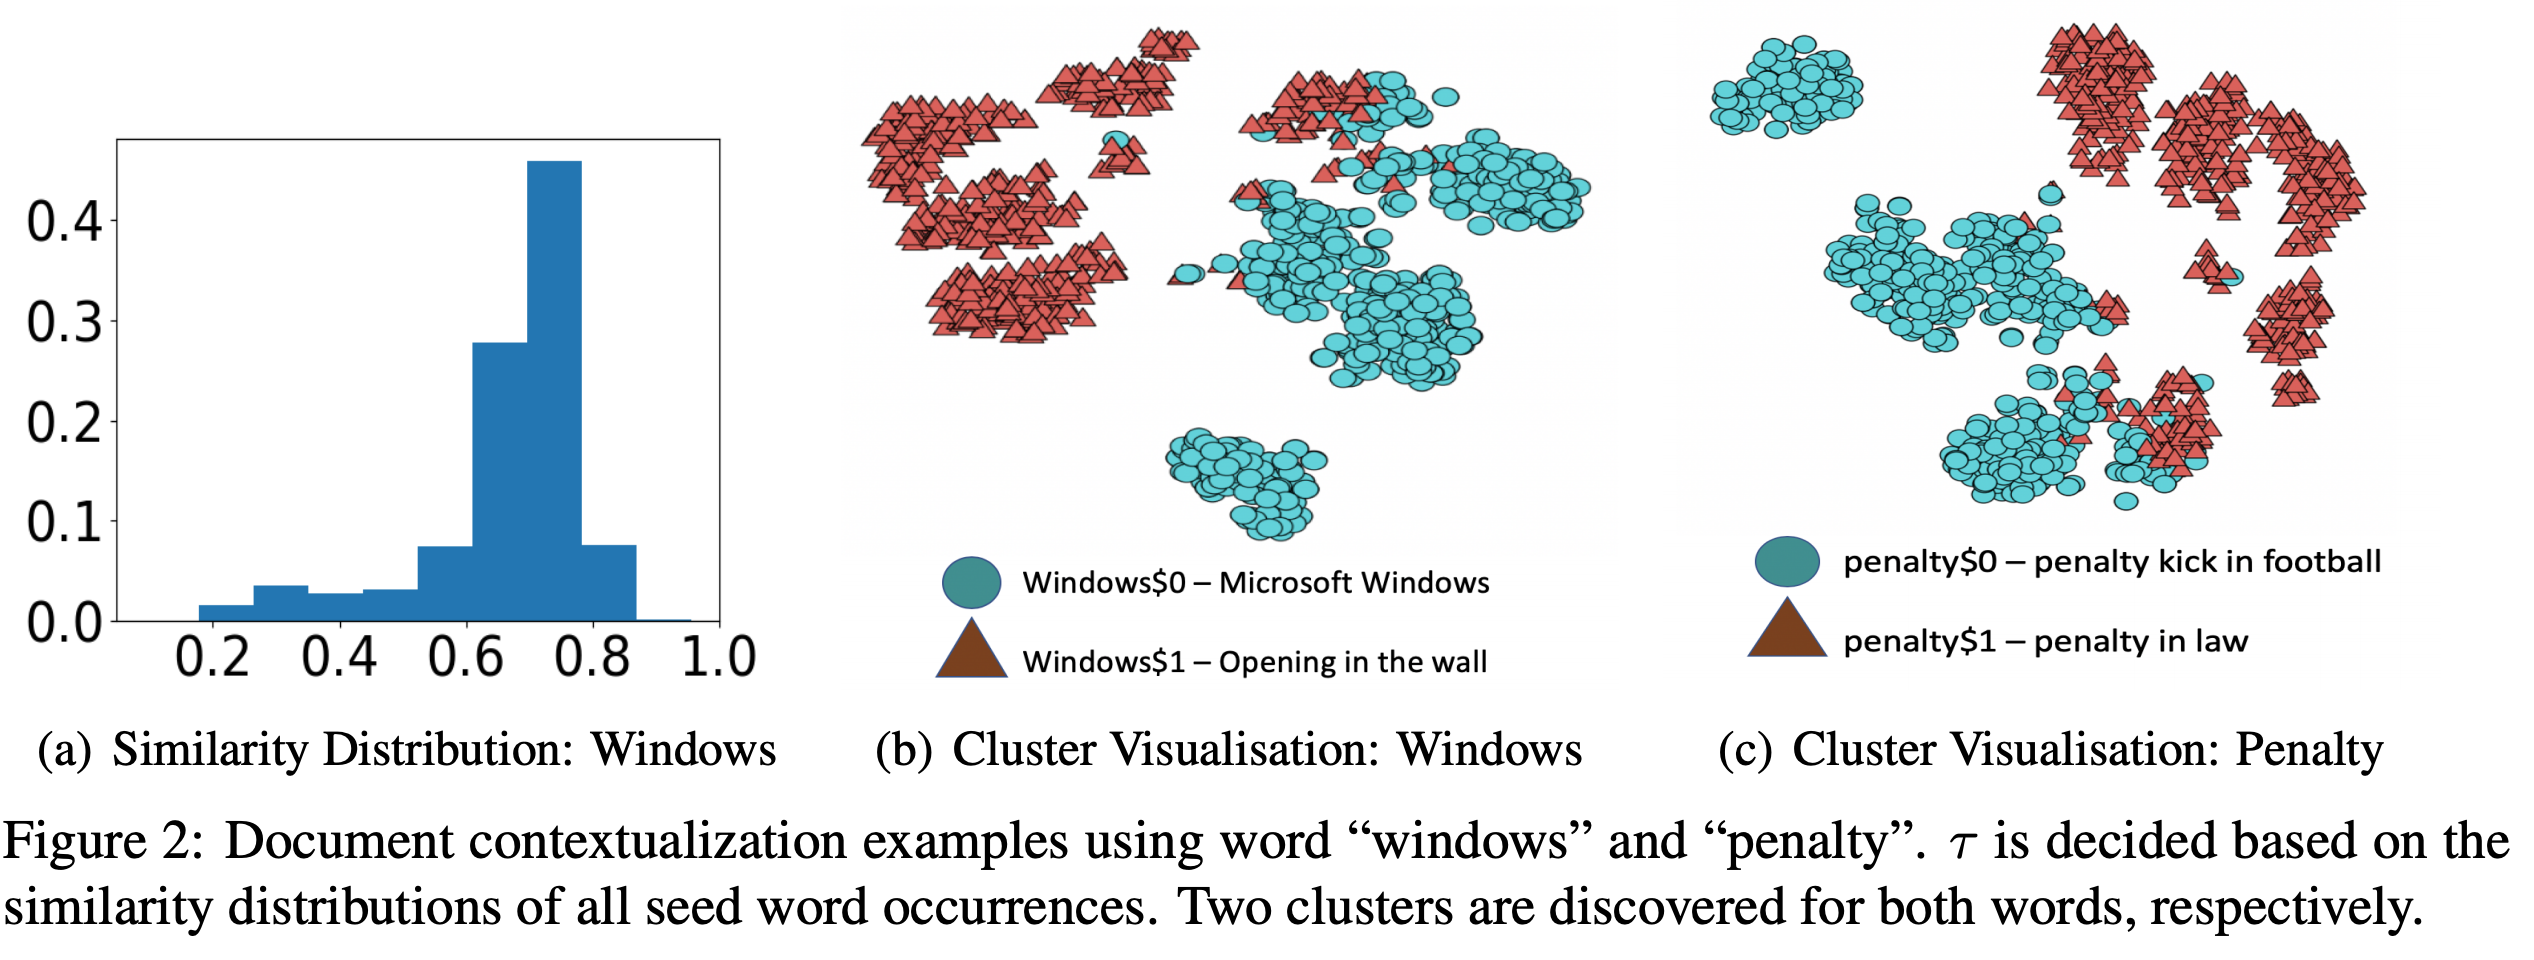 0.4
0.3
0.2
0.1
0.0
0.2 0.4 0.6 0.8 1.0
Windows$0 – Microsoft Windows
Windows$1 – Opening in the wall
penalty$0 – penalty kick in football
penalty$1 – penalty in law
(a) Similarity Distribution: Windows
(b) Cluster Visualisation: Windows
(c) Cluster Visualisation: Penalty
Figure 2: Document contextualization examples using word “windows” and “penalty”. τ is decided based on the
similarity distributions of all seed word occurrences. Two clusters are discovered for both words, respectively.